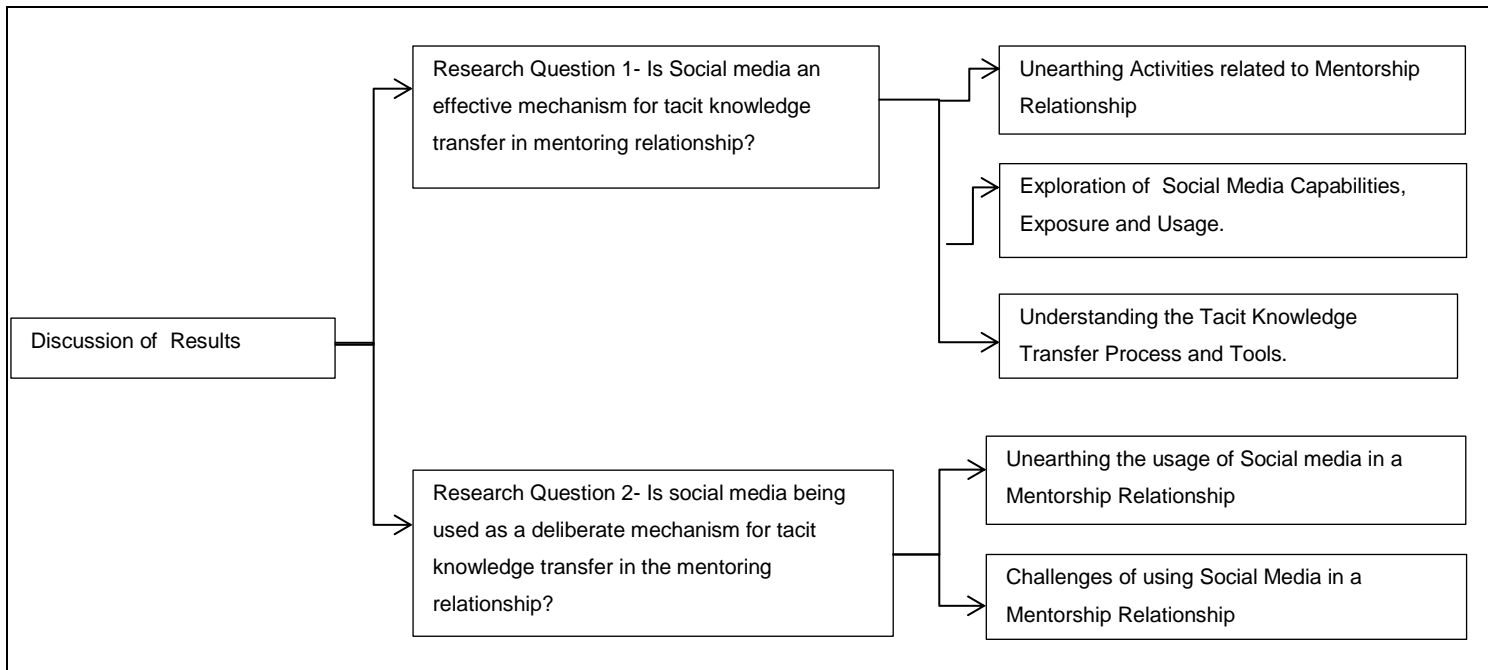 Discussion of Results
Research Question 1- Is Social media an
effective mechanism for tacit knowledge
transfer in mentoring relationship?
Unearthing Activities related to Mentorship
Relationship
Exploration of Social Media Capabilities,
Exposure and Usage.
Understanding the Tacit Knowledge
Transfer Process and Tools.
Research Question 2- Is social media being
used as a deliberate mechanism for tacit
knowledge transfer in the mentoring
relationship?
Unearthing the usage of Social media in a
Mentorship Relationship
Challenges of using Social Media in a
Mentorship Relationship